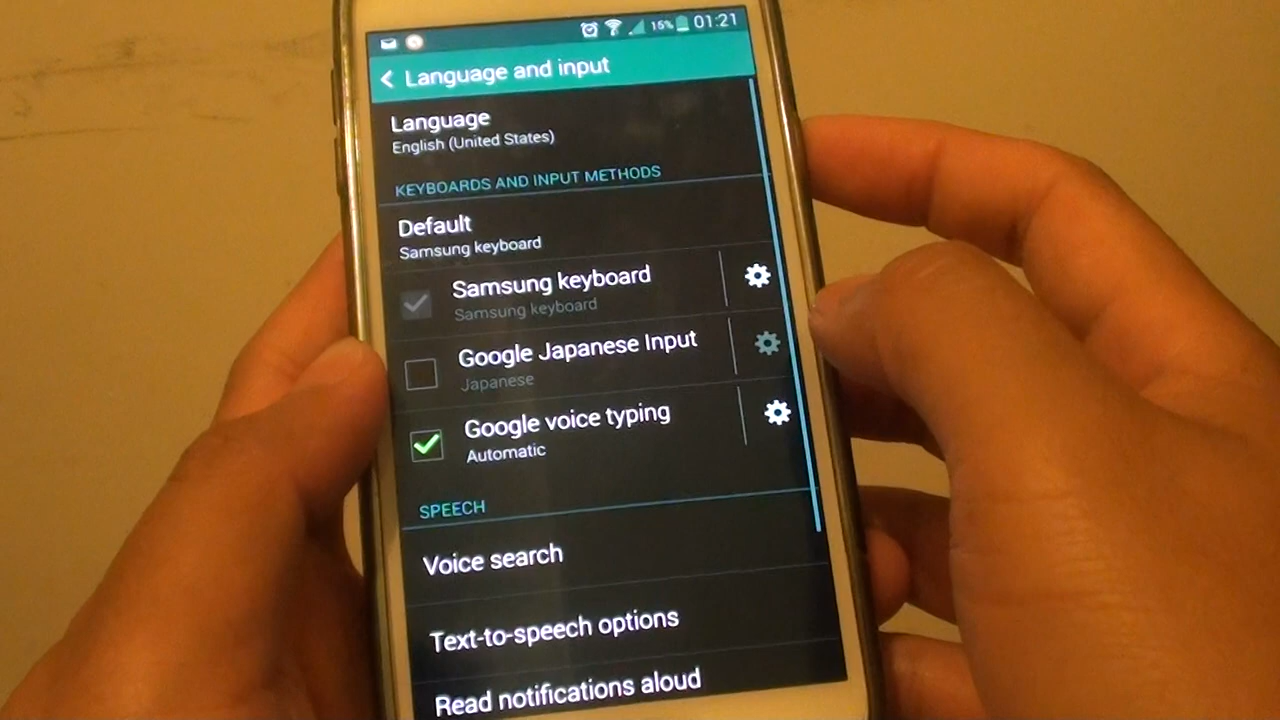 15% 01:21
Language and input
Language
English (United States)
KEYBOARDS AND INPUT METHODS
Default
Samsung keyboard
Samsung keyboard
Samsung keyboard
Google Japanese Input
Japanese
Google voice typing
Automatic
SPEECH
Voice search
Text-to-speech options
Read notifications aloud